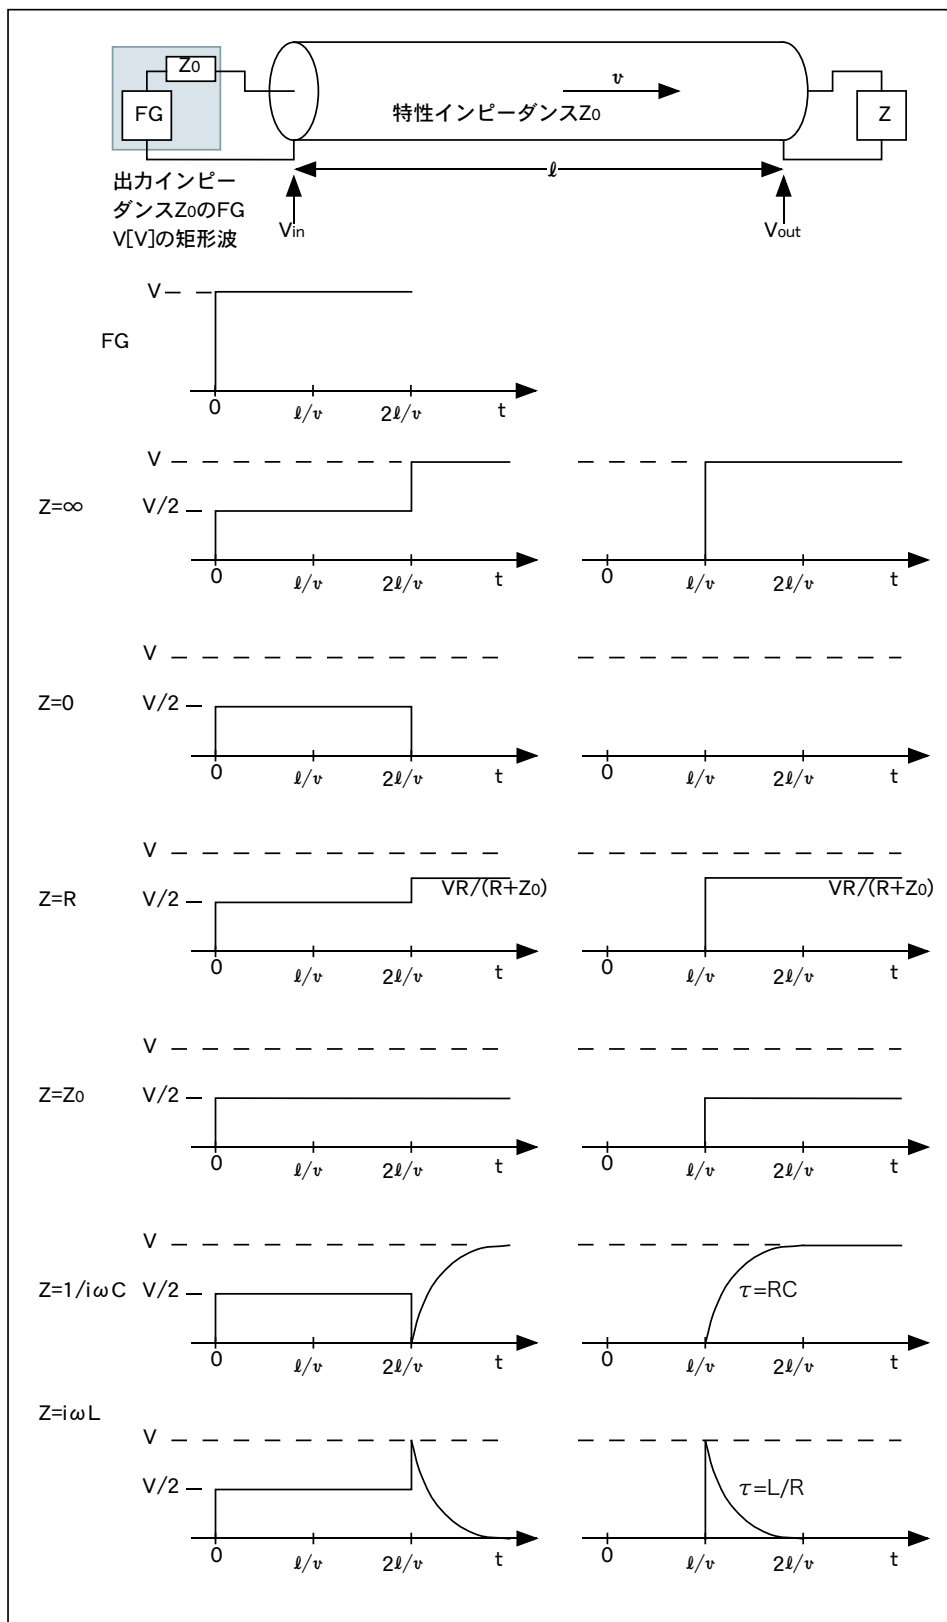 Z0
FG
v
特性インピーダンスZ0
Z
ℓ
出力インピー
ダンスZ0のFG
V[V]の矩形波
Vin
Vout
V
FG
0 ℓ/v 2ℓ/v t
V
Z=∞ V/2
0 ℓ/v 2ℓ/v t 0 ℓ/v 2ℓ/v t
V
Z=0 V/2
0 ℓ/v 2ℓ/v t 0 ℓ/v 2ℓ/v t
V
Z=R V/2 VR/(R+Z0) VR/(R+Z0)
0 ℓ/v 2ℓ/v t 0 ℓ/v 2ℓ/v t
V
Z=Z0 V/2
0 ℓ/v 2ℓ/v t 0 ℓ/v 2ℓ/v t
V
Z=1/iωC V/2 τ=RC
0 ℓ/v 2ℓ/v t 0 ℓ/v 2ℓ/v t
Z=iωL
V
V/2 τ=L/R
0 ℓ/v 2ℓ/v t 0 ℓ/v 2ℓ/v t